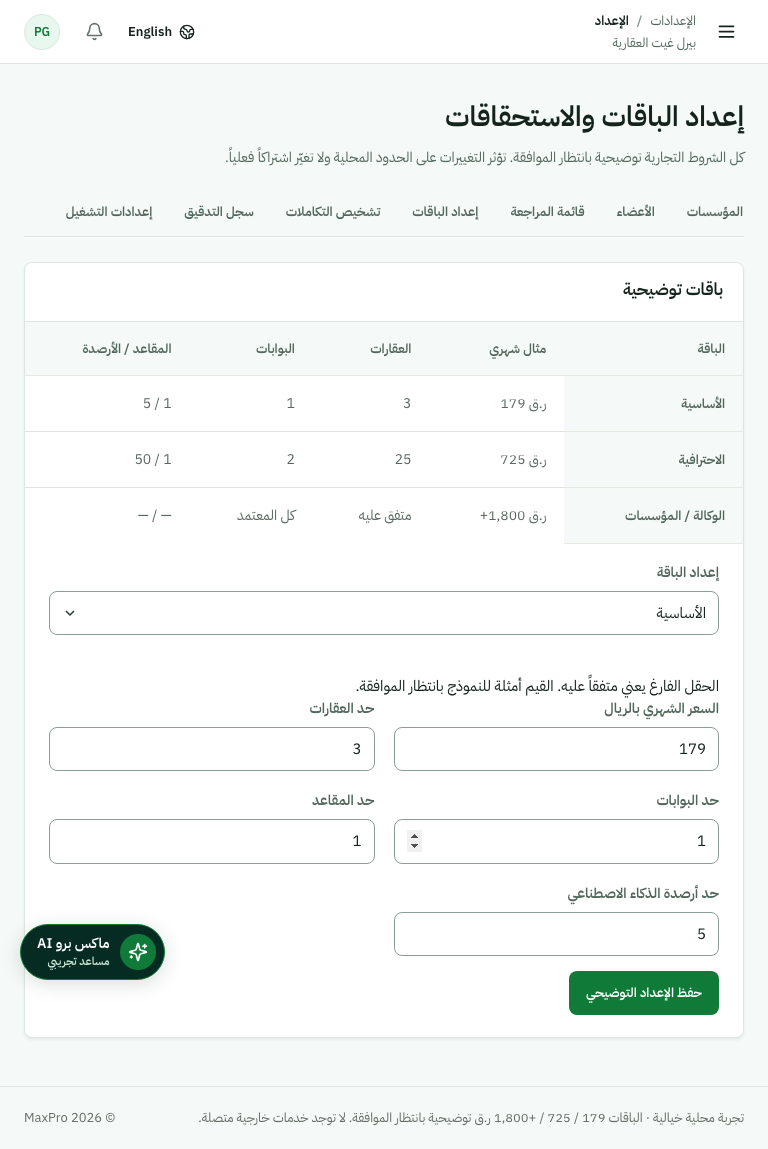 الإعدادات / الإعداد
بيرل غيت العقارية
English
PG
إعداد الباقات والاستحقاقات
كل الشروط التجارية توضيحية بانتظار الموافقة. تؤثر التغييرات على الحدود المحلية ولا تغيّر اشتراكاً فعلياً.
المؤسسات الأعضاء قائمة المراجعة إعداد الباقات تشخيص التكاملات سجل التدقيق إعدادات التشغيل
باقات توضيحية
الباقة مثال شهري العقارات البوابات المقاعد / الأرصدة
الأساسية ر.ق 179 3 1 1 / 5
الاحترافية ر.ق 725 25 2 1 / 50
الوكالة / المؤسسات ر.ق 1,800+ متفق عليه كل المعتمد — / —
إعداد الباقة
الأساسية
الحقل الفارغ يعني متفقاً عليه. القيم أمثلة للنموذج بانتظار الموافقة.
السعر الشهري بالريال حد العقارات
179 3
حد البوابات حد المقاعد
1 1
حد أرصدة الذكاء الاصطناعي
5
ماكس برو AI
مساعد تجريبي
حفظ الإعداد التوضيحي
تجربة محلية خيالية · الباقات 179 / 725 / 1,800+ ر.ق توضيحية بانتظار الموافقة. لا توجد خدمات خارجية متصلة.
MaxPro 2026 ©